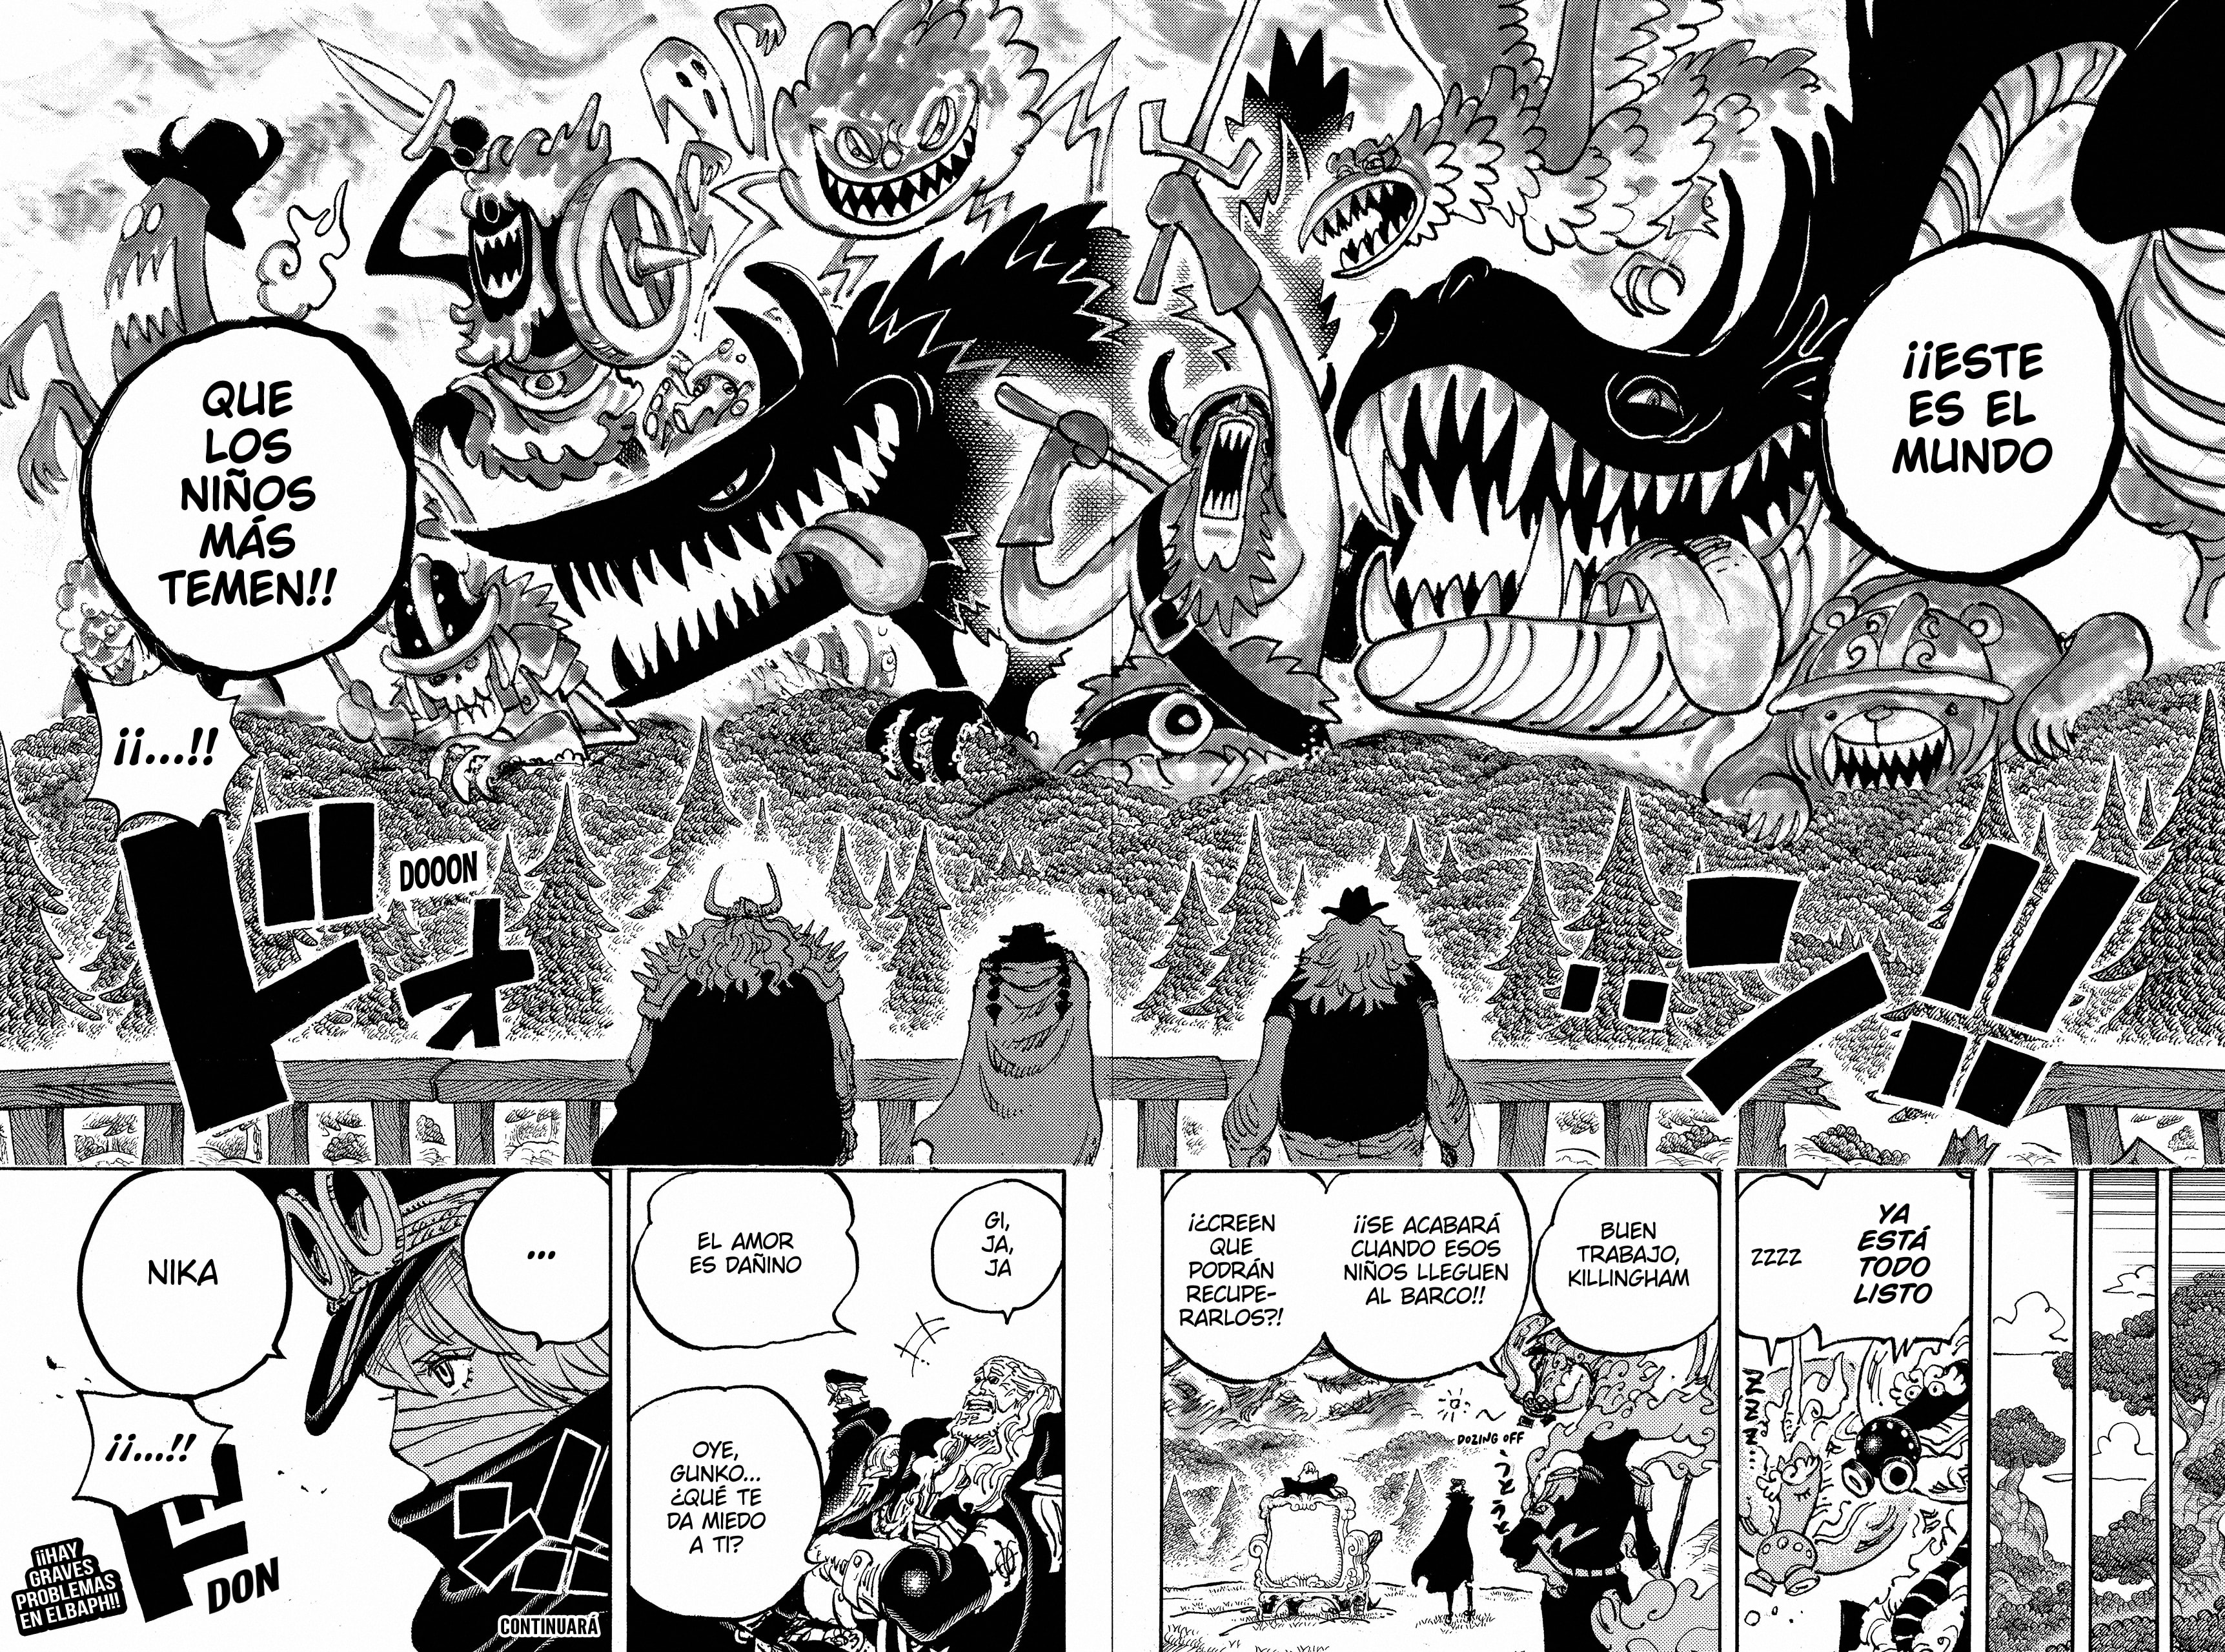 ¡¡ESTE
ES EL
MUNDO
QUE
LOS
NIÑOS
MÁS
TEMEN!!
¡¡...!!
ドォン!!
DOOON
YA
ESTÁ
TODO
LISTO
ZZZZ
BUEN
TRABAJO,
KILLINGHAM
¡¡SE ACABARÁ
CUANDO ESOS
NIÑOS LLEGUEN
AL BARCO!!
¡¿CREEN
QUE
PODRÁN
RECUPE-
RARLOS?!
DOZING OFF
GI,
JA,
JA
EL AMOR
ES DAÑINO
OYE,
GUNKO...
¿QUÉ TE
DA MIEDO
A TI?
...
NIKA
¡¡...!!
ドン!!
DON
¡¡HAY
GRAVES
PROBLEMAS
EN ELBAPH!!
CONTINUARÁ